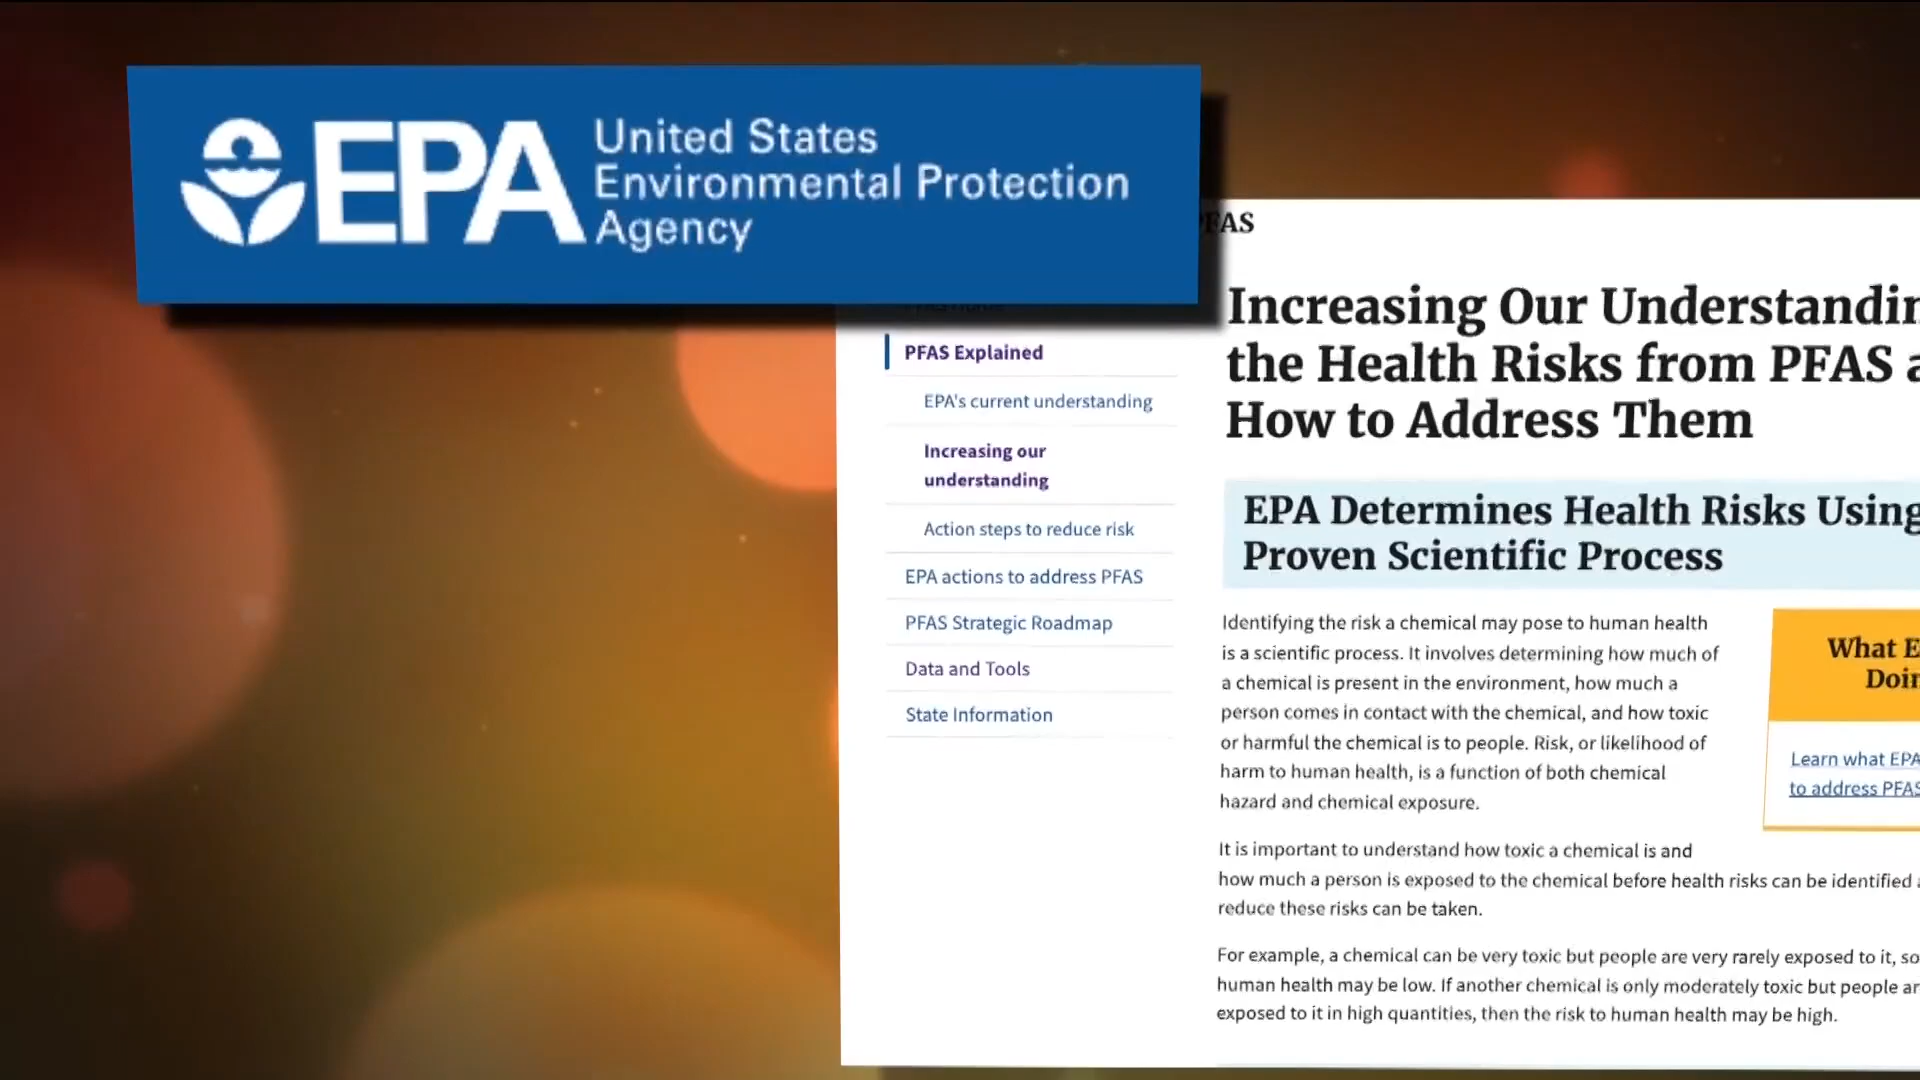 EPA
United States
Environmental Protection
Agency
Increasing Our
the Health Risks from PFAS
How to Address Them
PFAS Explained
EPA's current understanding
Increasing our
understanding
Action steps to reduce risk
EPA actions to address PFAS
PFAS Strategic Roadmap
Data and Tools
State Information
EPA Determines Health Risks Using
Proven Scientific Process
Identifying the risk a chemical may pose to human health
is a scientific process. It involves determining how much of
a chemical is present in the environment, how much a
person comes in contact with the chemical, and how toxic
or harmful the chemical is to people. Risk, or likelihood of
harm to human health, is a function of both chemical
hazard and chemical exposure.
What
Learn what EPA
to address PFAS
It is important to understand how toxic a chemical is and
how much a person is exposed to the chemical before health risks can be identified
reduce these risks can be taken.
For example, a chemical can be very toxic but people are very rarely exposed to it, so
human health may be low. If another chemical is only moderately toxic but people
exposed to it in high quantities, then the risk to human health may be high.